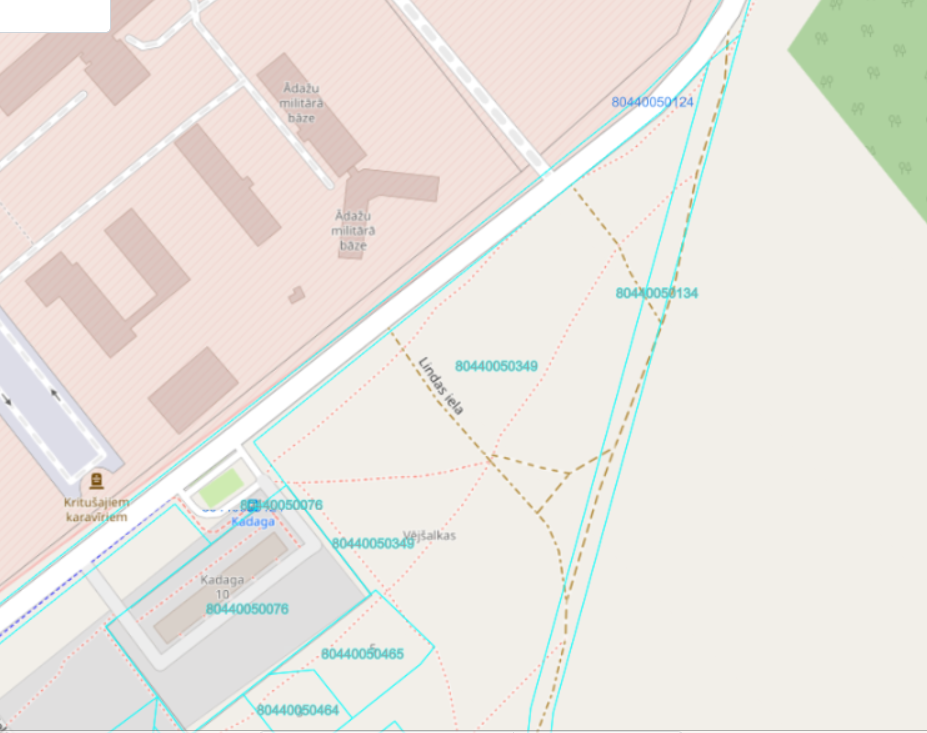 Ādažu
militārā
bāze
80440050124
Ādažu
militārā
bāze
80440050134
80440050349
Lindas iela
Kritušajiem
karavīriem
80440050076
Kadaga
80440050349
Vējšalkas
Kadaga
10
80440050076
80440050465
80440050464